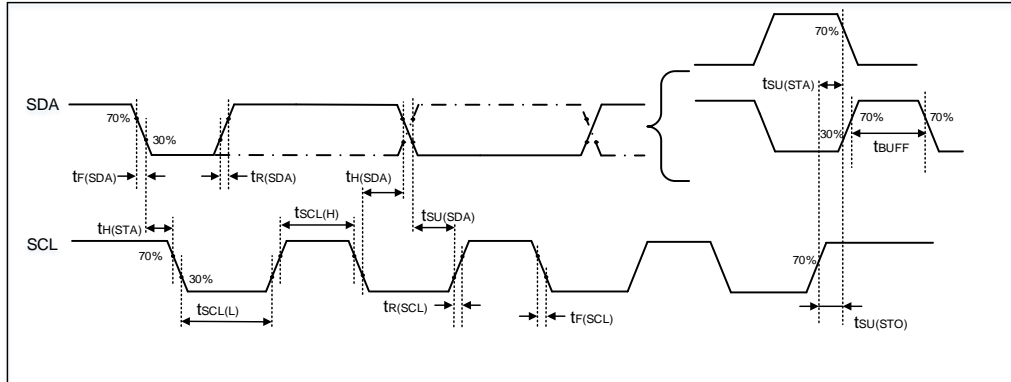 70%
tSU(STA)
SDA
70%
30%
30%
70%
70%
tBUFF
tF(SDA)
tR(SDA)
tH(SDA)
tH(STA)
tSCL(H)
tSU(SDA)
SCL
70%
30%
70%
tSCL(L)
tR(SCL)
tF(SCL)
tSU(STO)